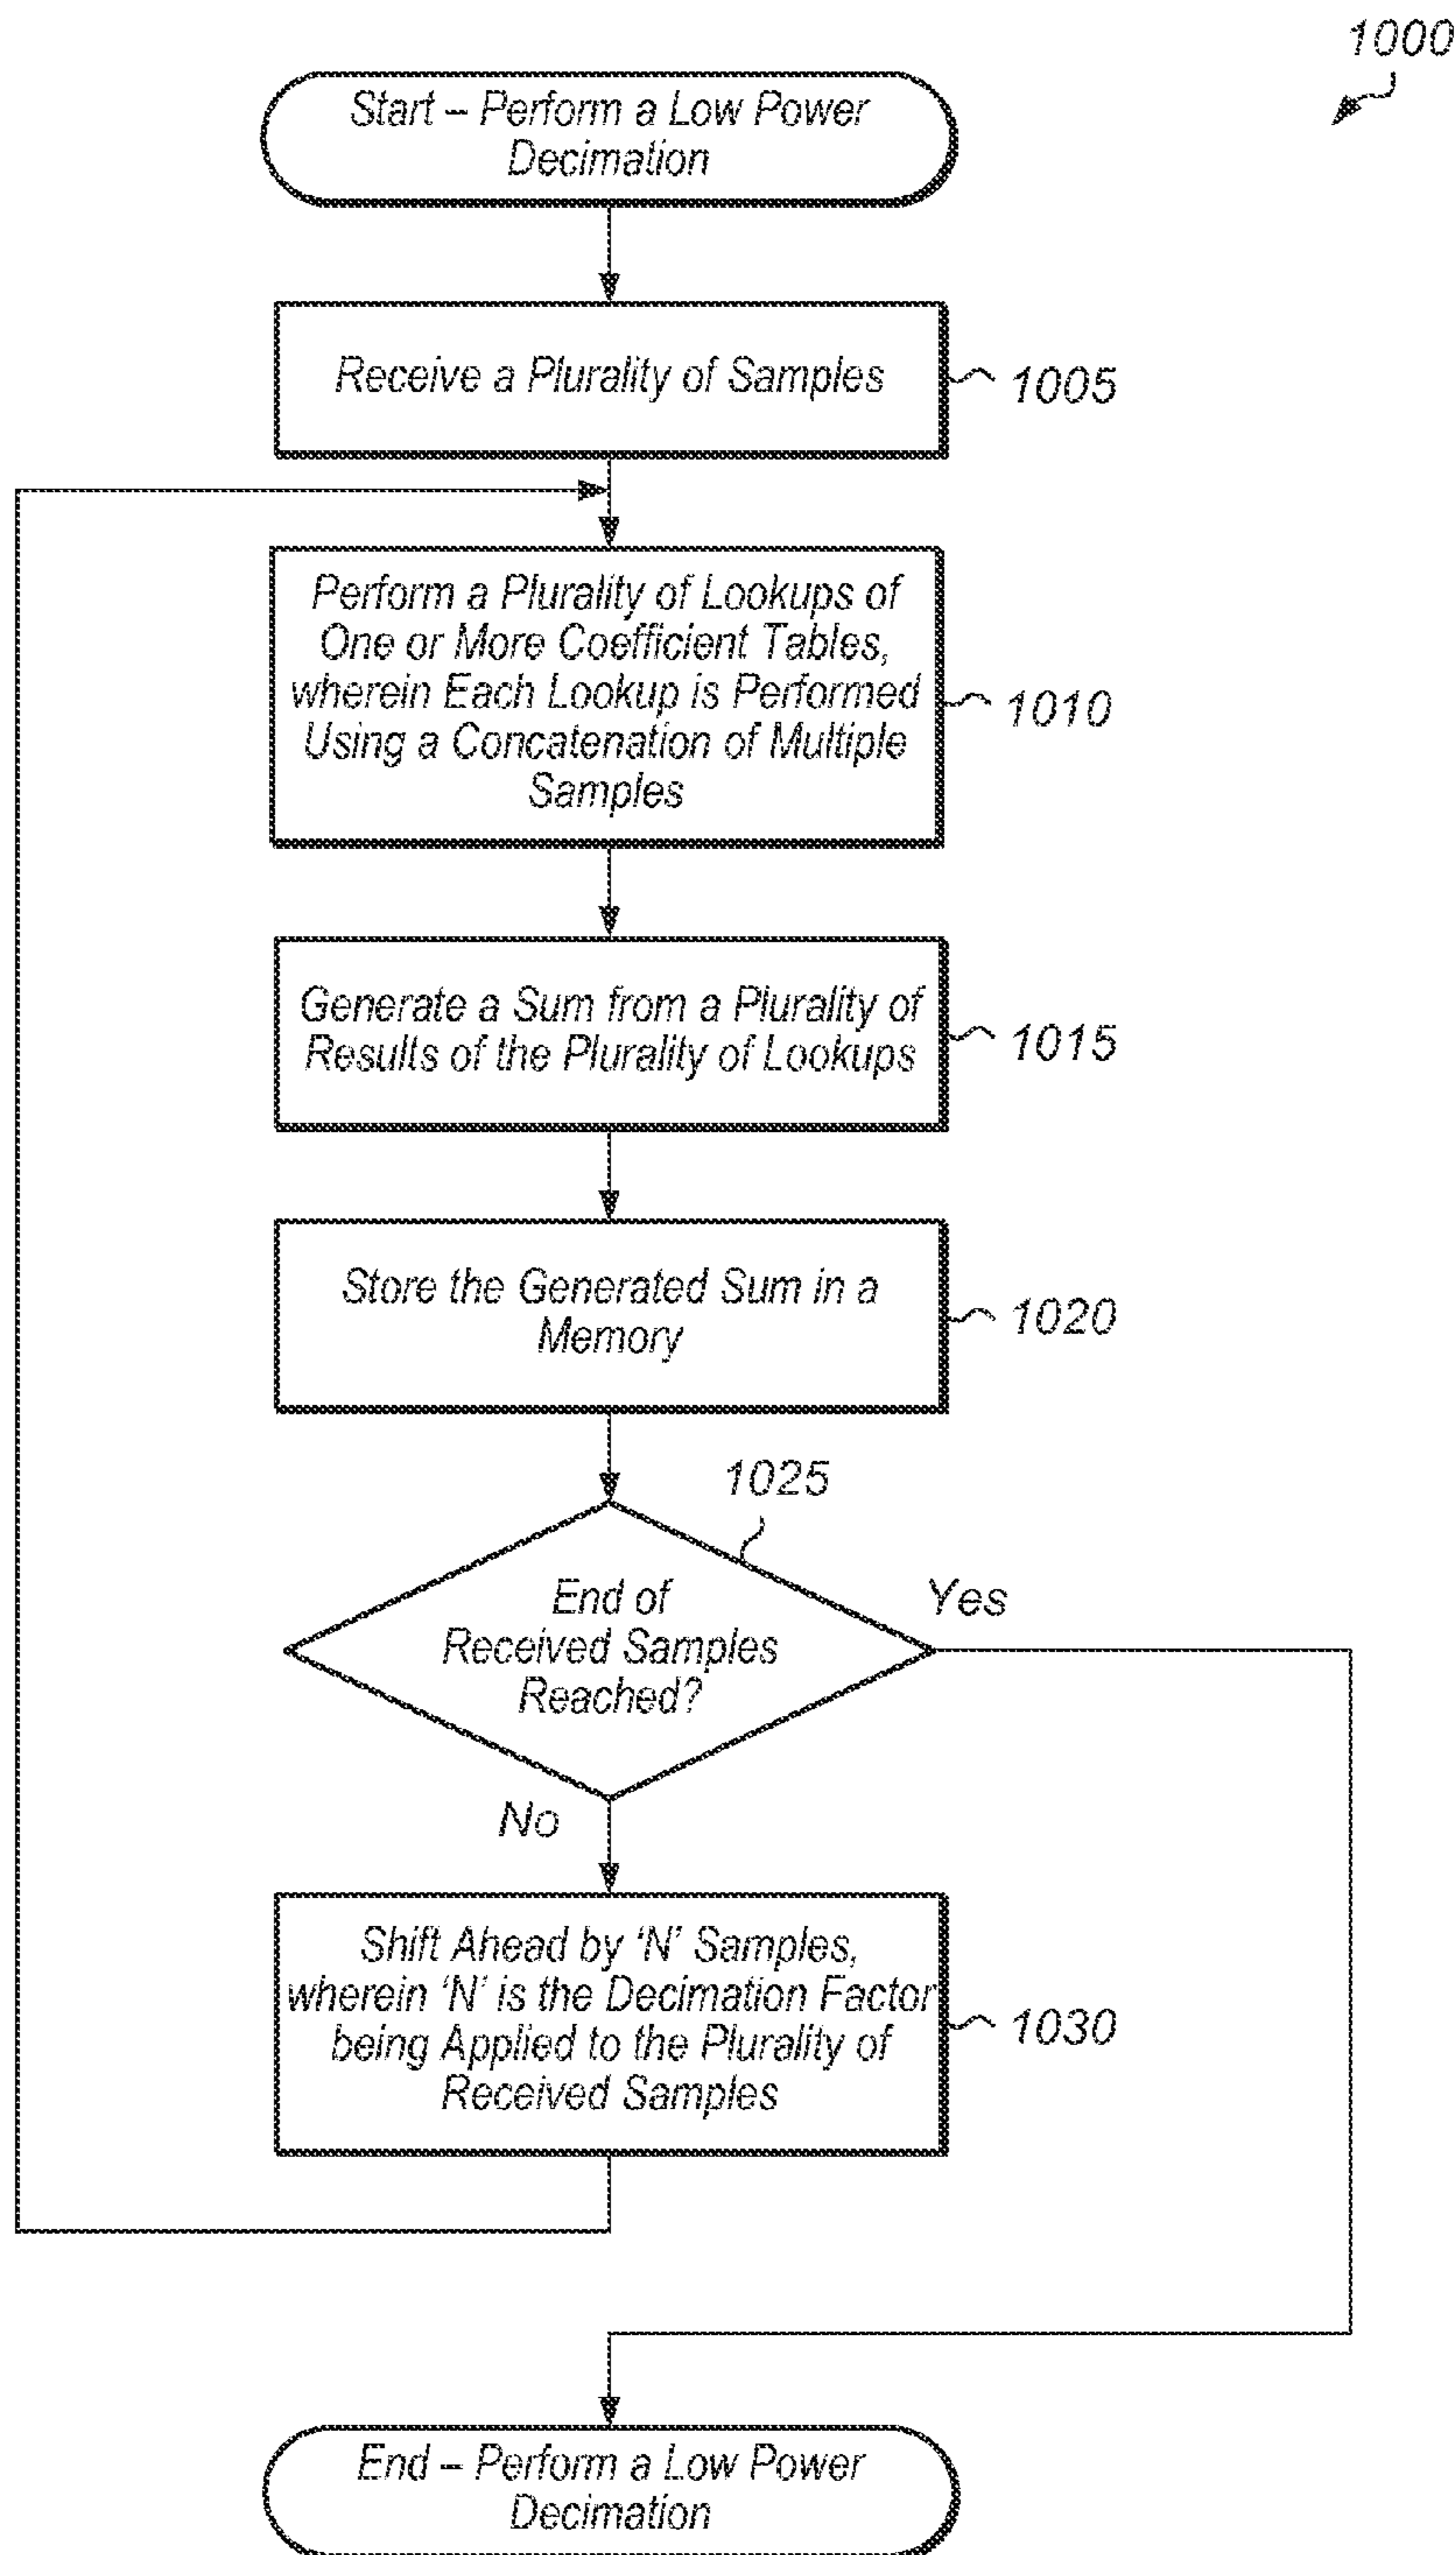 1000
Start – Perform a Low Power
Decimation
Receive a Plurality of Samples
1005
Perform a Plurality of Lookups of
One or More Coefficient Tables,
wherein Each Lookup is Performed
Using a Concatenation of Multiple
Samples
1010
Generate a Sum from a Plurality of
Results of the Plurality of Lookups
1015
Store the Generated Sum in a
Memory
1020
1025
End of
Received Samples
Reached?
Yes
No
Shift Ahead by ‘N’ Samples,
wherein ‘N’ is the Decimation Factor
being Applied to the Plurality of
Received Samples
1030
End – Perform a Low Power
Decimation